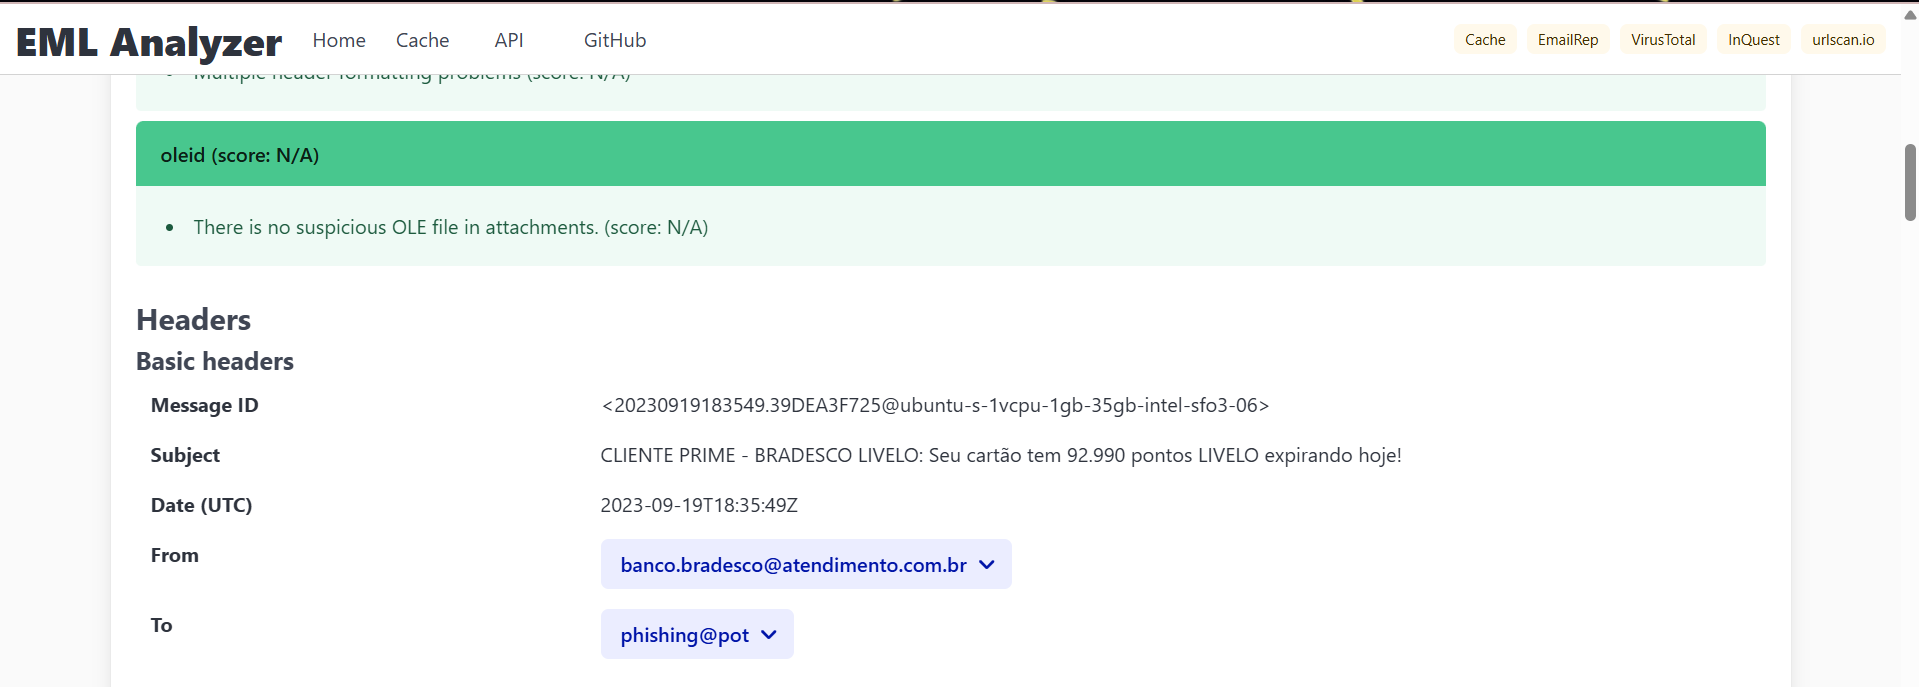 EML Analyzer Home Cache API GitHub Cache EmailRep VirusTotal InQuest urlscan.io
Multiple header formatting problems (score: N/A)
oleid (score: N/A)
There is no suspicious OLE file in attachments. (score: N/A)
Headers
Basic headers
Message ID <20230919183549.39DEA3F725@ubuntu-s-1vcpu-1gb-35gb-intel-sfo3-06>
Subject CLIENTE PRIME - BRADESCO LIVELO: Seu cartão tem 92.990 pontos LIVELO expirando hoje!
Date (UTC) 2023-09-19T18:35:49Z
From banco.bradesco@atendimento.com.br
To phishing@pot